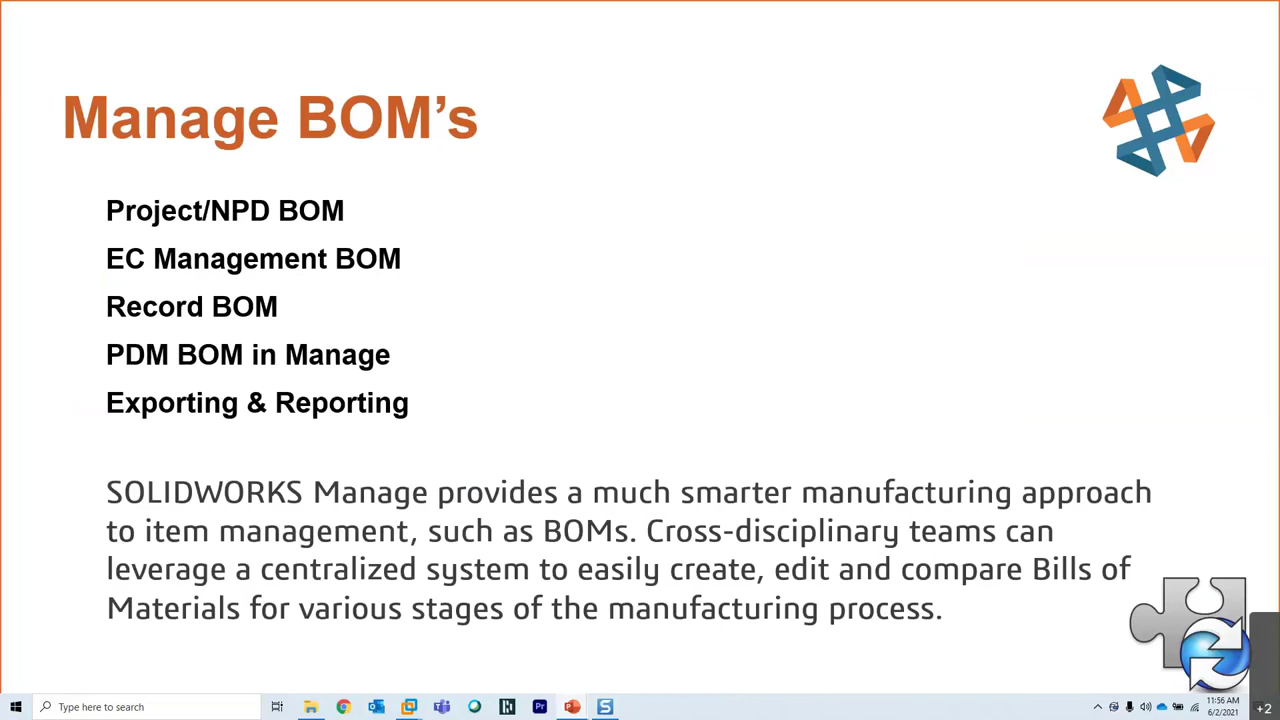 Manage BOM’s
Project/NPD BOM
EC Management BOM
Record BOM
PDM BOM in Manage
Exporting & Reporting
SOLIDWORKS Manage provides a much smarter manufacturing approach
to item management, such as BOMs. Cross-disciplinary teams can
leverage a centralized system to easily create, edit and compare Bills of
Materials for various stages of the manufacturing process.
Type here to search
Pr
11:56 AM
6/2/2021
+2